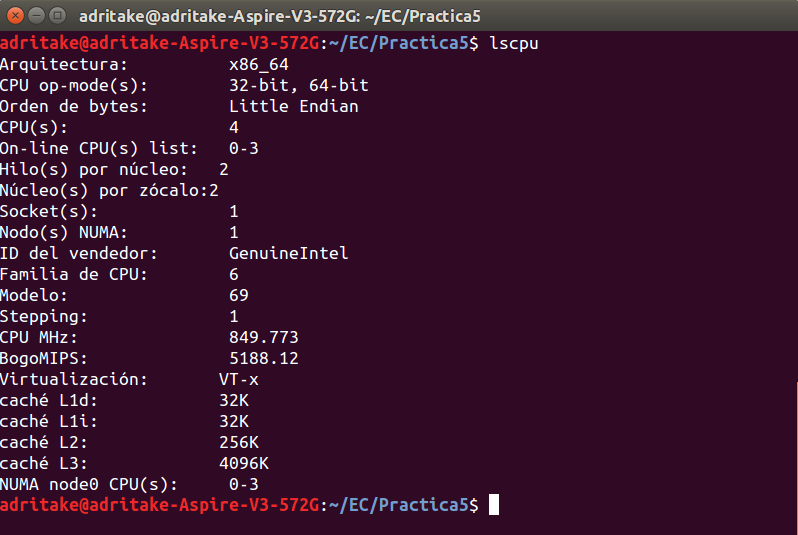 adritake@adritake-Aspire-V3-572G: ~/EC/Practica5
adritake@adritake-Aspire-V3-572G:~/EC/Practica5$ lscpu
Arquitectura:          x86_64
CPU op-mode(s):        32-bit, 64-bit
Orden de bytes:        Little Endian
CPU(s):                4
On-line CPU(s) list:   0-3
Hilo(s) por núcleo:   2
Núcleo(s) por zócalo:2
Socket(s):             1
Nodo(s) NUMA:          1
ID del vendedor:       GenuineIntel
Familia de CPU:        6
Modelo:                69
Stepping:              1
CPU MHz:               849.773
BogoMIPS:              5188.12
Virtualización:       VT-x
caché L1d:            32K
caché L1i:            32K
caché L2:             256K
caché L3:             4096K
NUMA node0 CPU(s):     0-3
adritake@adritake-Aspire-V3-572G:~/EC/Practica5$